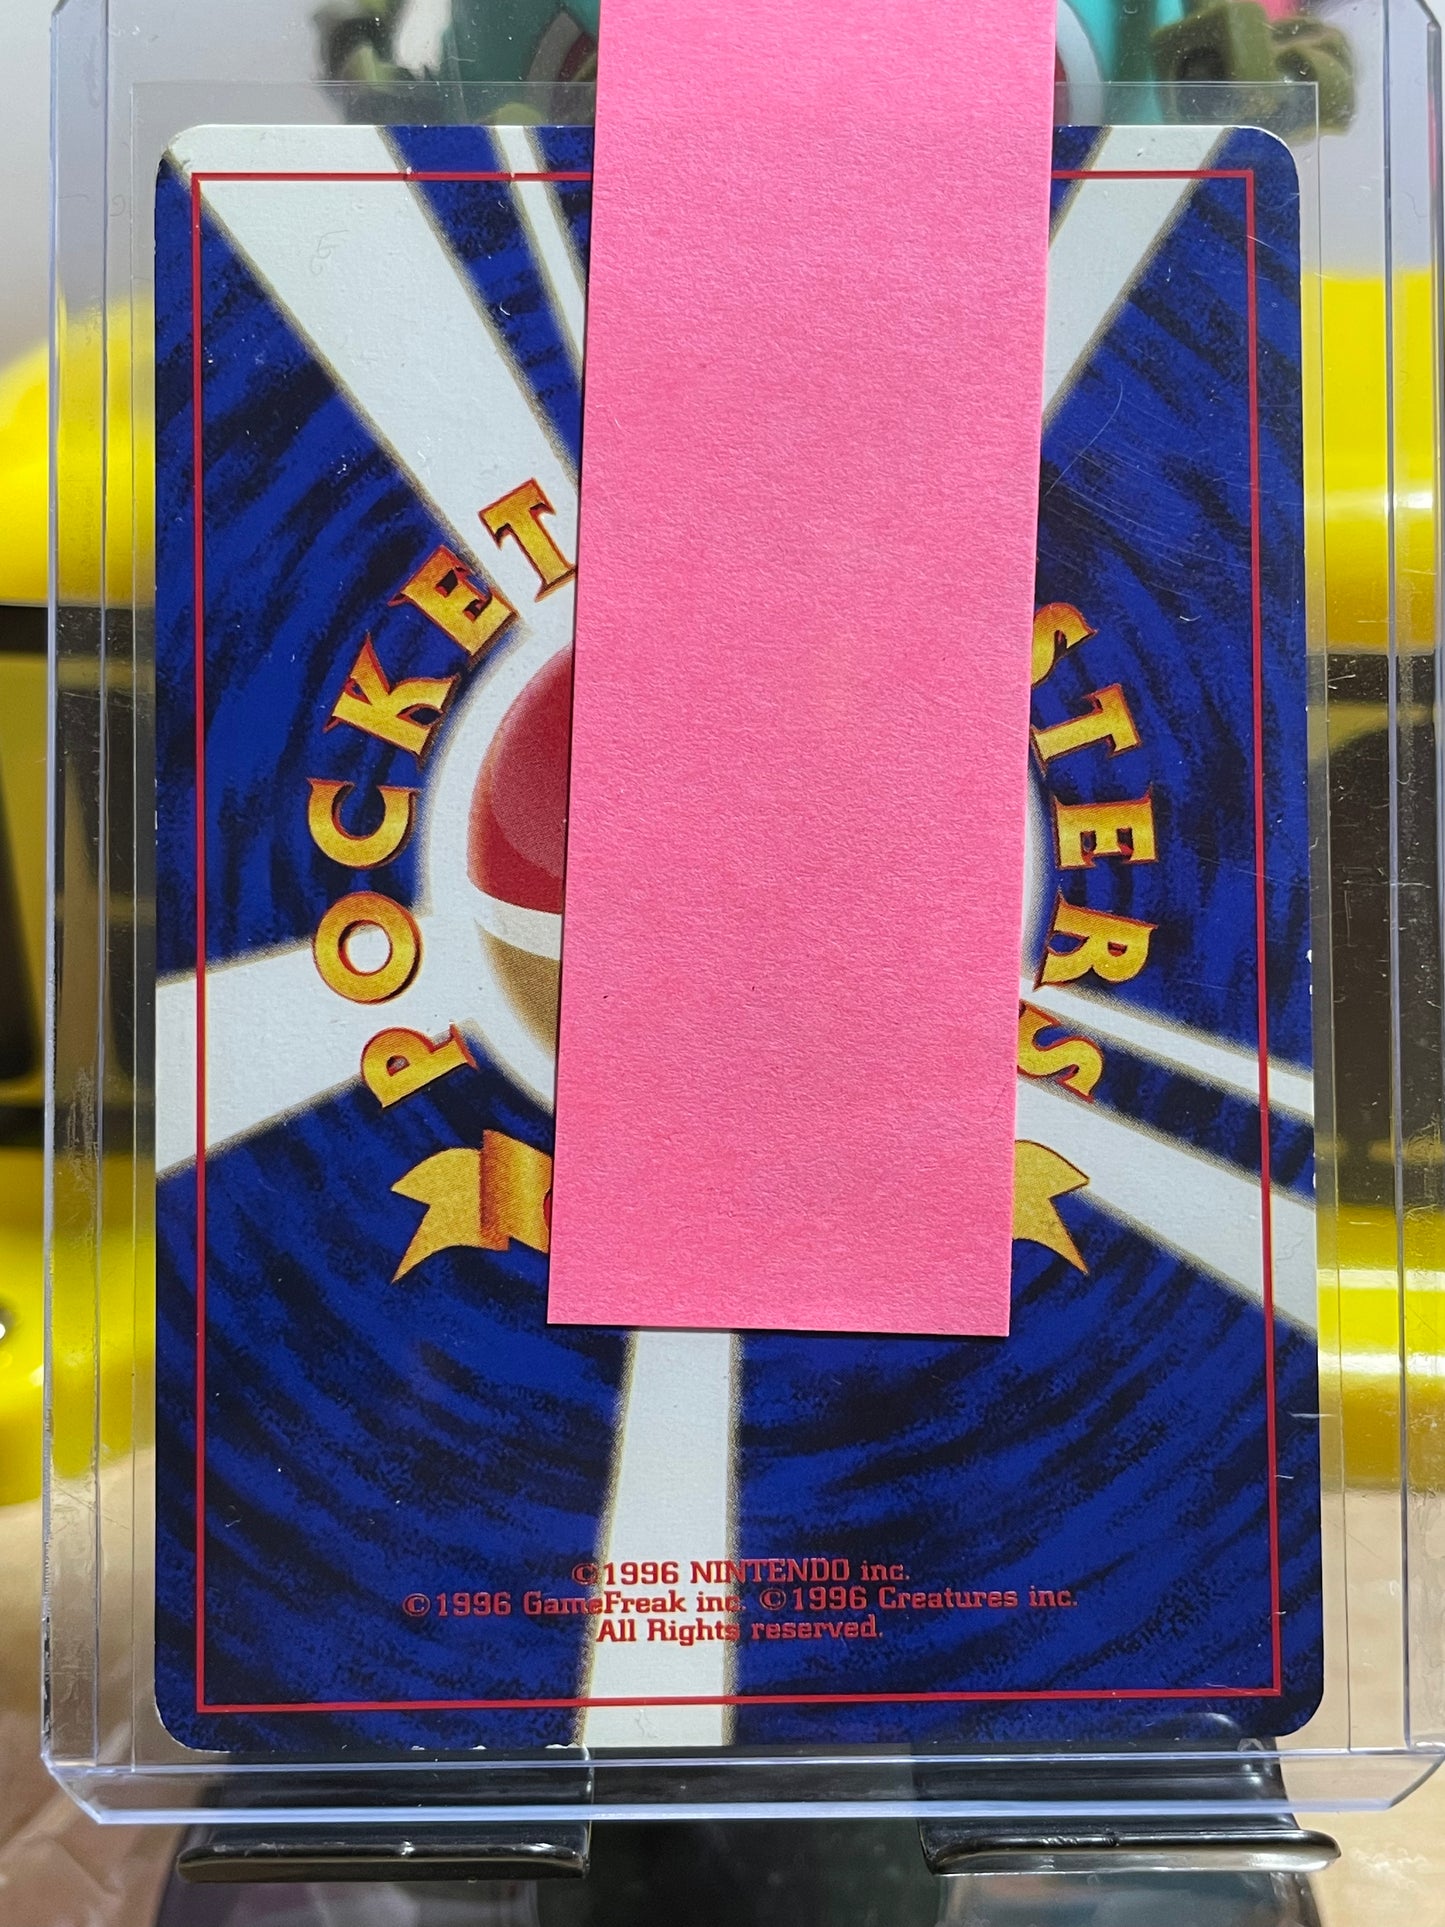 POCKET
STERS
©1996 NINTENDO inc.
©1996 GameFreak inc. ©1996 Creatures inc.
All Rights reserved.